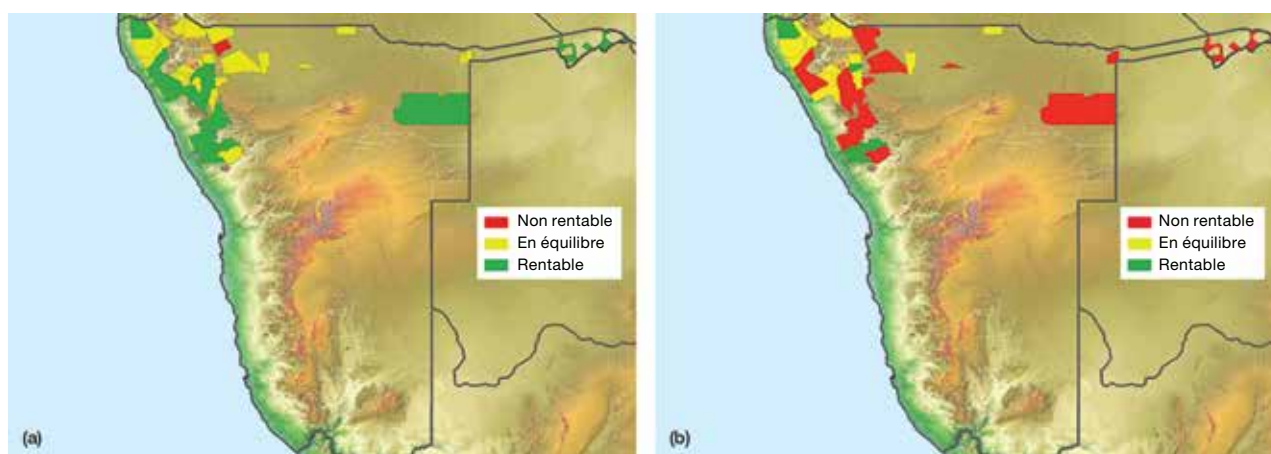 Non rentable
En équilibre
Rentable
(a)
Non rentable
En équilibre
Rentable
(b)